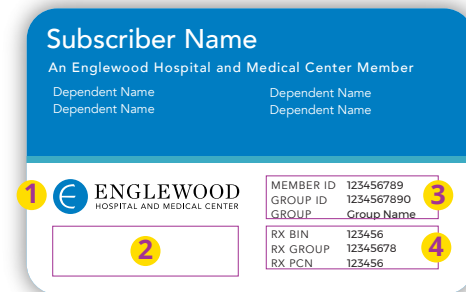 Subscriber Name
An Englewood Hospital and Medical Center Member
Dependent Name Dependent Name
Dependent Name Dependent Name
1
ENGLEWOOD
HOSPITAL AND MEDICAL CENTER
2
MEMBER ID 123456789
GROUP ID 1234567890
GROUP Group Name
3
RX BIN 123456
RX GROUP 12345678
RX PCN 123456
4